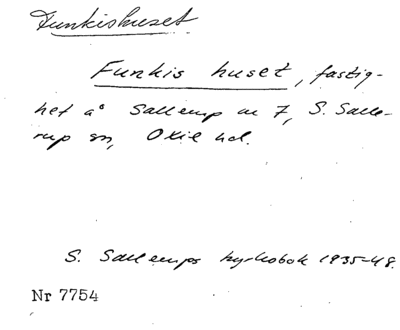 Funkishuset
Funkis huset, fastig-
het å Sallerup nr 7, S. Salle-
rup sn, Oxie hd.
S. Sallerups kyrkobok 1935-48.
Nr 7754